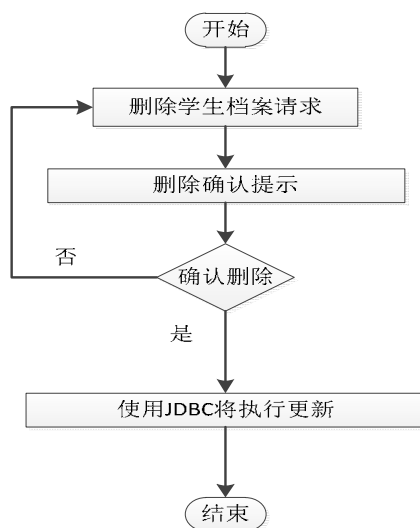 开始
删除学生档案请求
删除确认提示
否
确认删除
是
使用JDBC将执行更新
结束